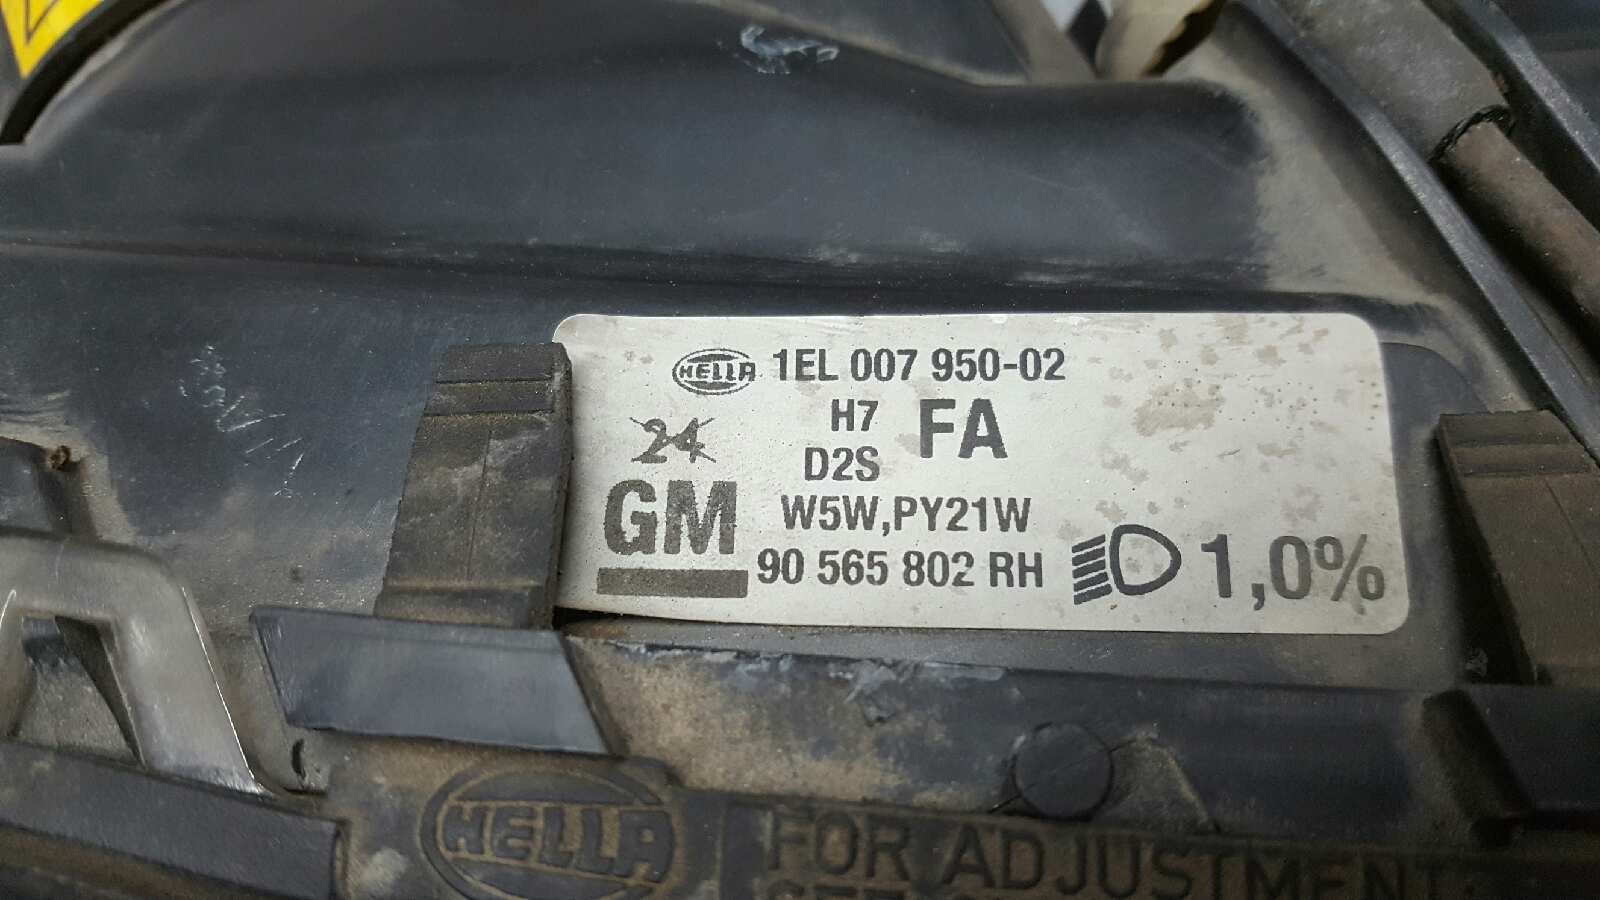 HELLA 1EL 007 950-02
H7 FA
24
D2S
GM
W5W,PY21W
90 565 802 RH 1,0%
HELLA FOR ADJUSTMENT